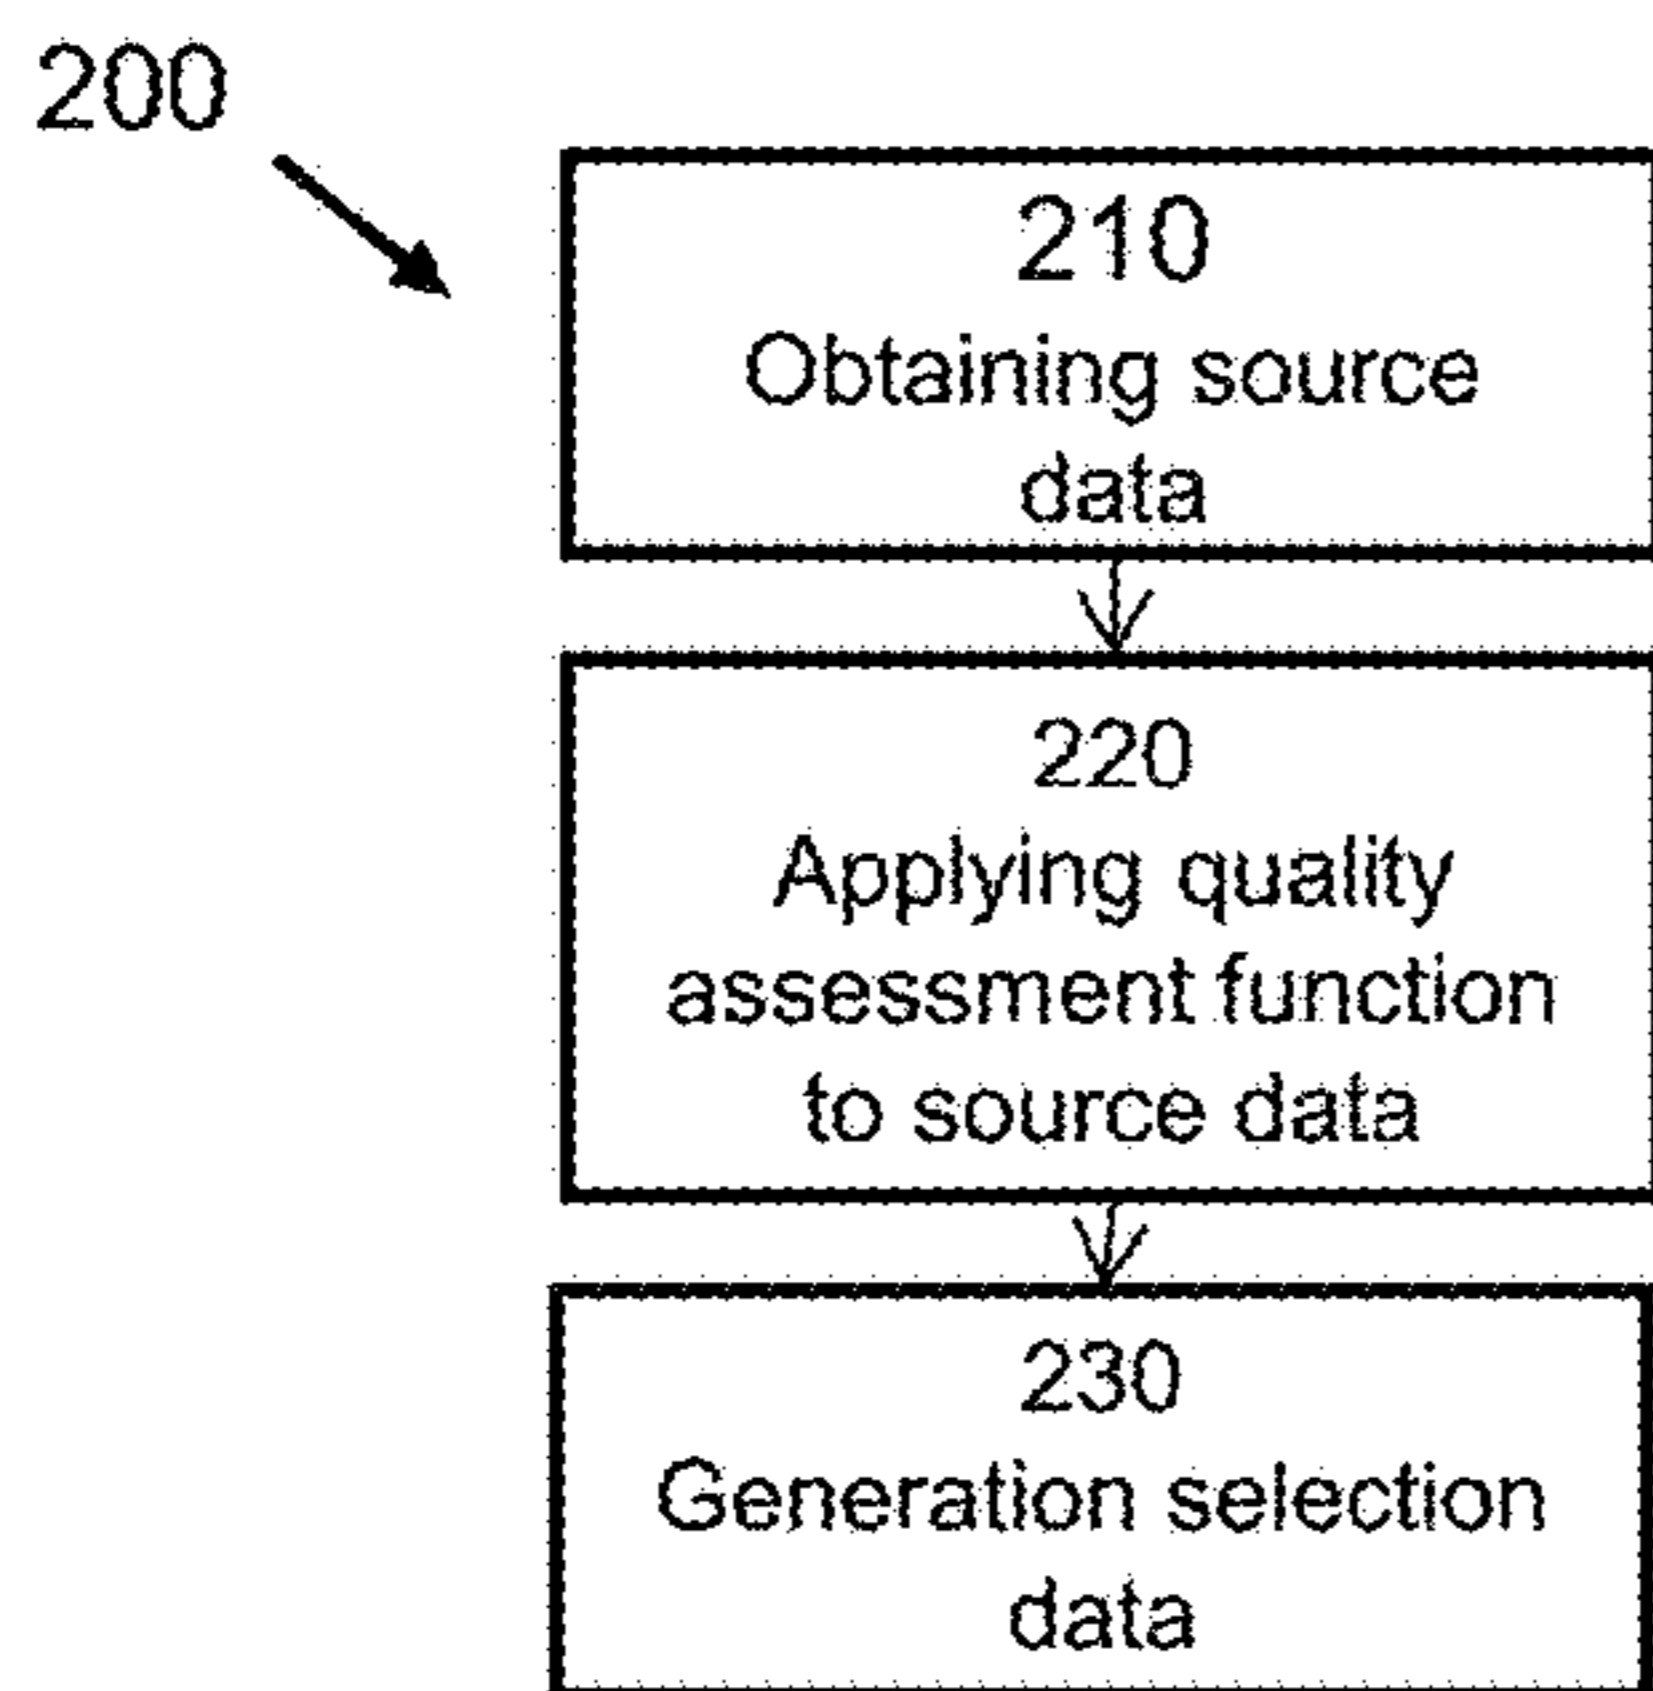 200
210
Obtaining source
data
220
Applying quality
assessment function
to source data
230
Generation selection
data